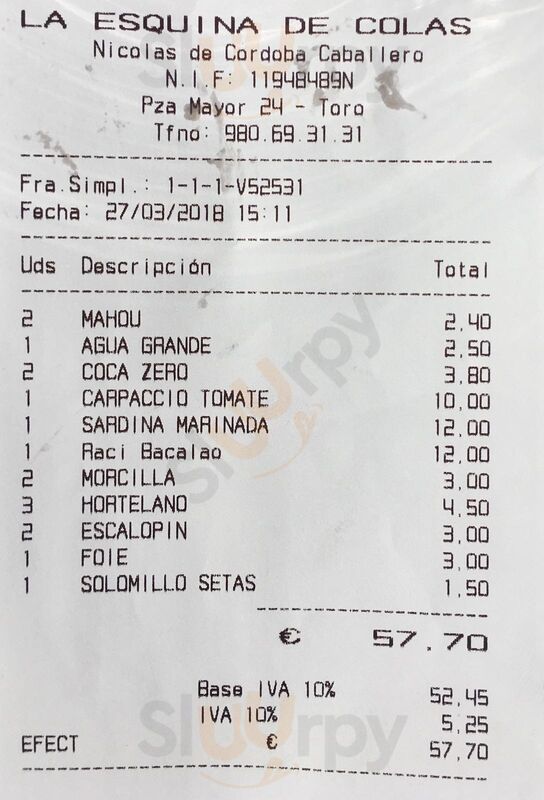 LA ESQUINA DE COLAS
Nicolas de Cordoba Caballero
N.I.F: 11948489N
Pza Mayor 24 - Toro
Tfno: 980.69.31.31
Fra.Simpl.: 1-1-1-V52531
Fecha: 27/03/2018 15:11
Uds Descripción Total
2 MAHOU 2,40
1 AGUA GRANDE 2,50
2 COCA ZERO 3,80
1 CARPACCIO TOMATE 10,00
1 SARDINA MARINADA 12,00
1 Raci Bacalao 12,00
2 MORCILLA 3,00
3 HORTELANO 4,50
2 ESCALOPIN 3,00
1 FOIE 3,00
1 SOLOMILLO SETAS 1,50
€ 57.70
Base IVA 10% 52,45
IVA 10% 5,25
EFECT € 57,70
Sluurpy
Sluurpy
Sluurpy